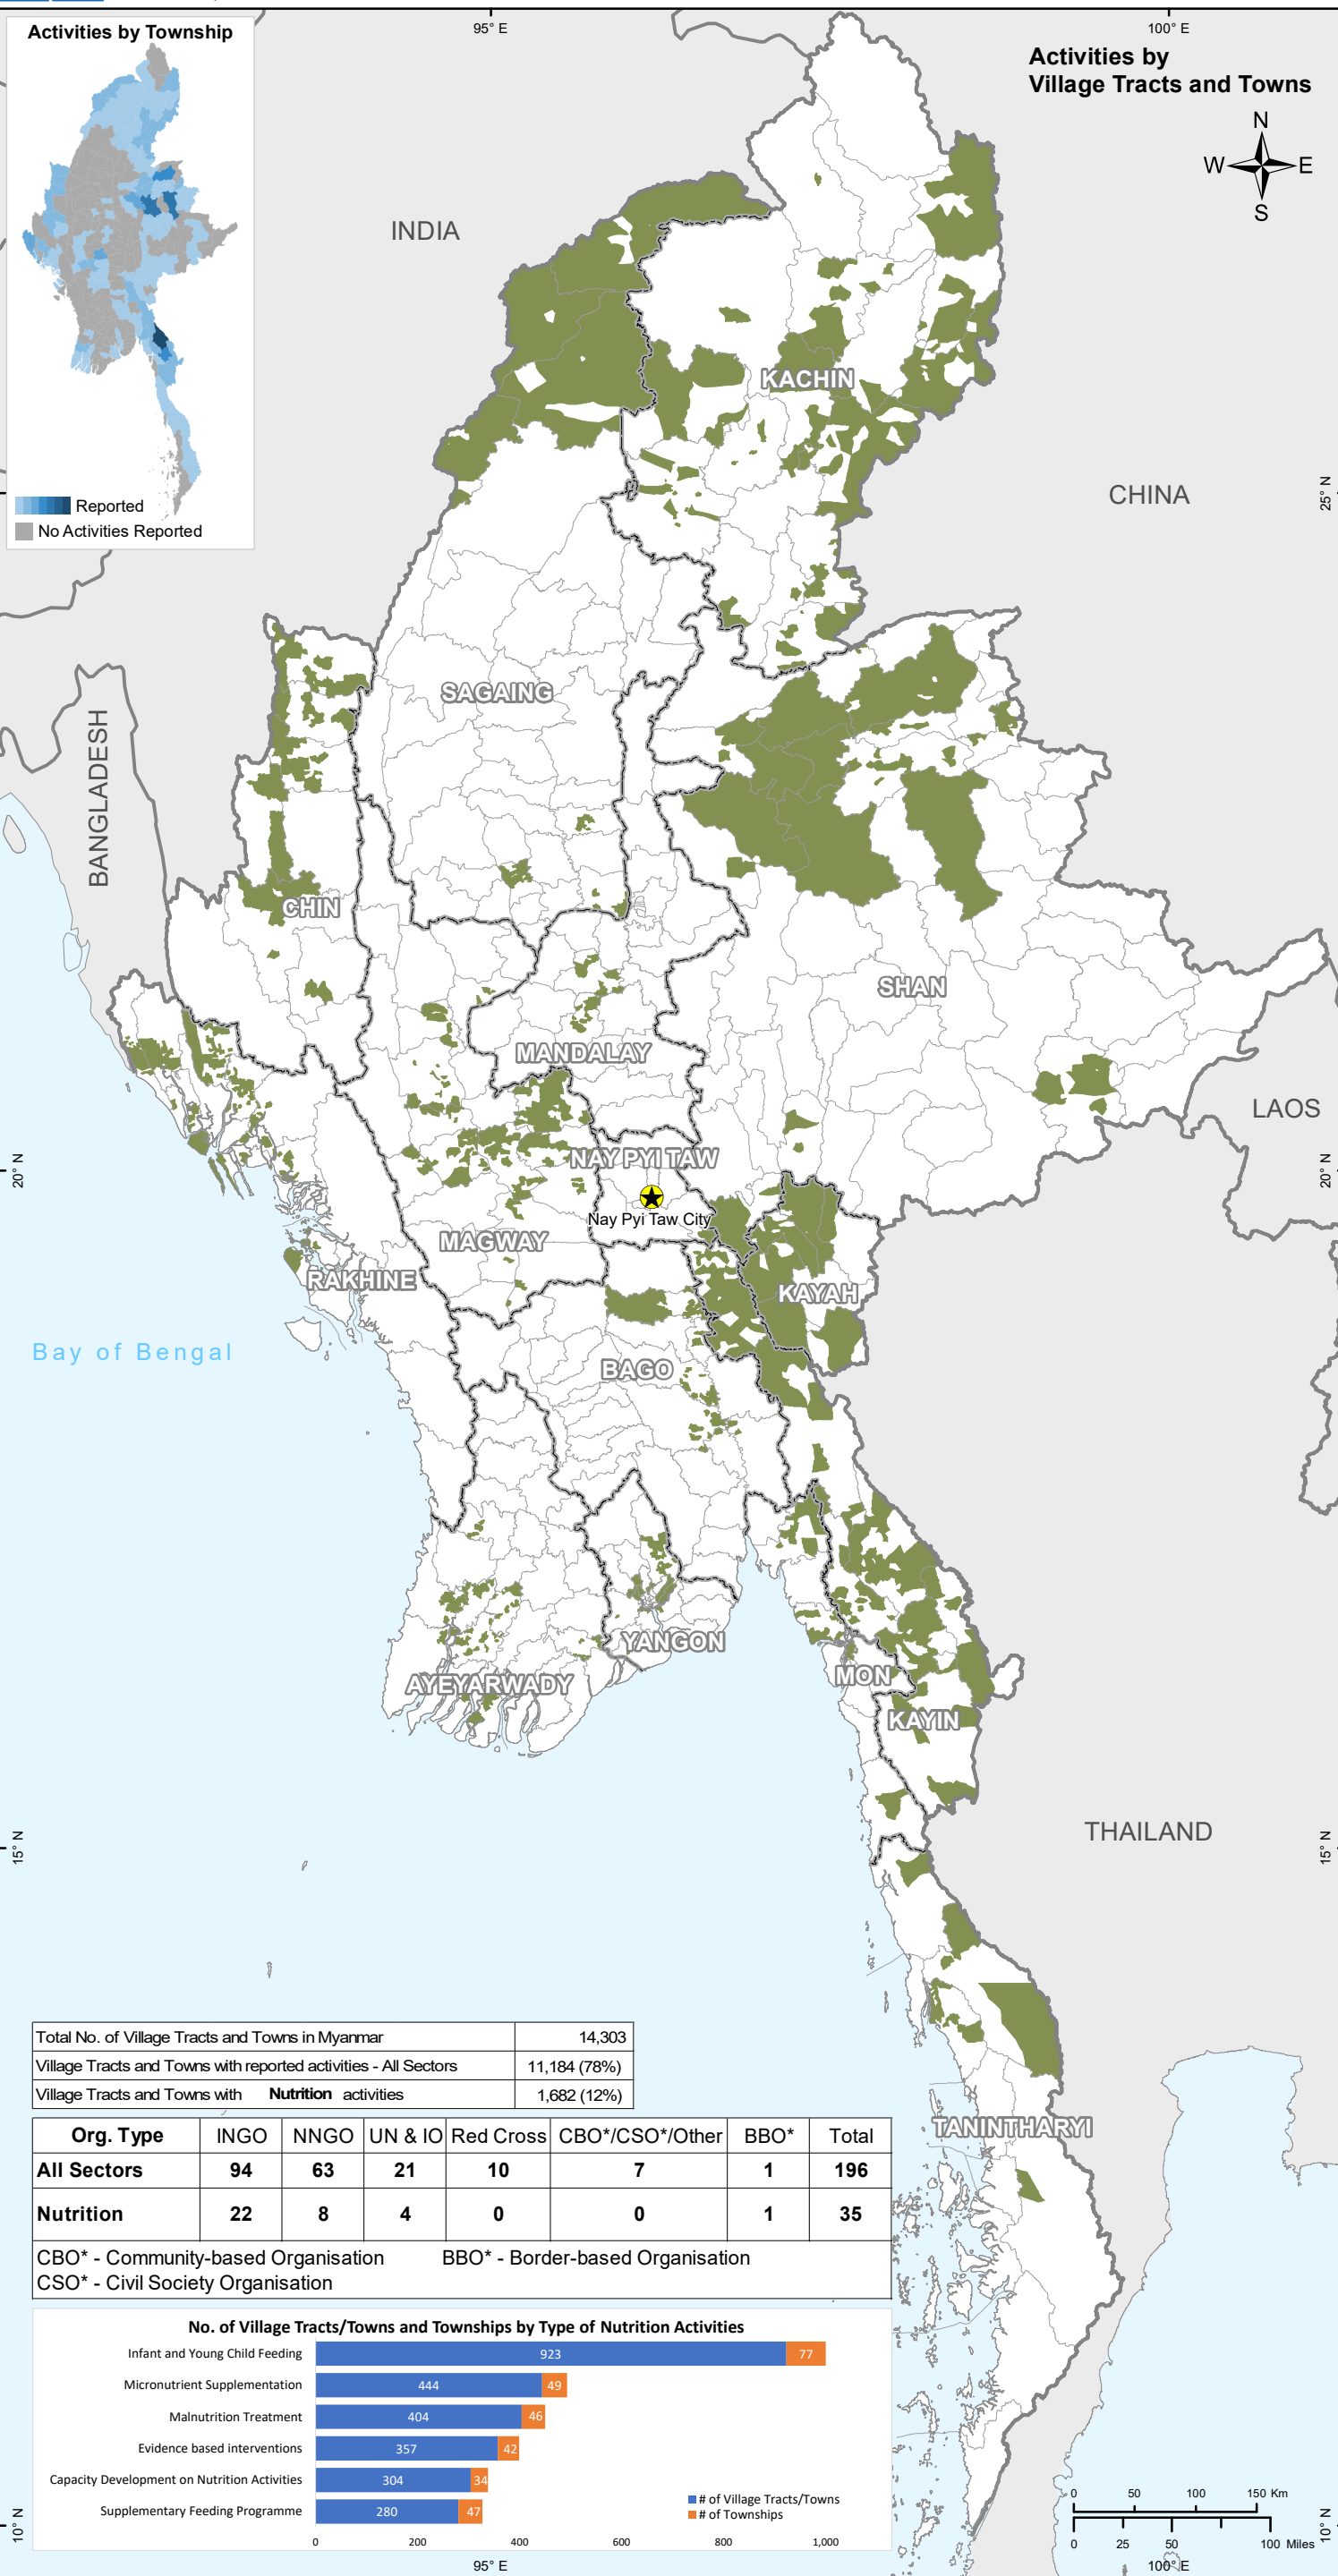 Activities by Township
Reported
No Activities Reported
95° E
100° E
Activities by
Village Tracts and Towns
N
W
E
S
INDIA
KACHIN
CHINA
25° N
SAGAING
BANGLADESH
CHIN
SHAN
MANDALAY
LAOS
NAY PYI TAW
20° N
20° N
Nay Pyi Taw City
MAGWAY
RAKHINE
KAYAH
Bay of Bengal
BAGO
YANGON
AYEYARWADY
MON
KAYIN
THAILAND
15° N
15° N
TANINTHARYI
Total No. of Village Tracts and Towns in Myanmar 14,303
Village Tracts and Towns with reported activities - All Sectors 11,184 (78%)
Village Tracts and Towns with Nutrition activities 1,682 (12%)
Org. Type INGO NNGO UN & IO Red Cross CBO*/CSO*/Other BBO* Total
All Sectors 94 63 21 10 7 1 196
Nutrition 22 8 4 0 0 1 35
CBO* - Community-based Organisation BBO* - Border-based Organisation
CSO* - Civil Society Organisation
No. of Village Tracts/Towns and Townships by Type of Nutrition Activities
Infant and Young Child Feeding 923 77
Micronutrient Supplementation 444 49
Malnutrition Treatment 404 46
Evidence based interventions 357 42
Capacity Development on Nutrition Activities 304 34
Supplementary Feeding Programme 280 47
# of Village Tracts/Towns
# of Townships
0 200 400 600 800 1,000
0 50 100 150 Km
0 25 50 100 Miles
10° N
10° N
95° E
100° E